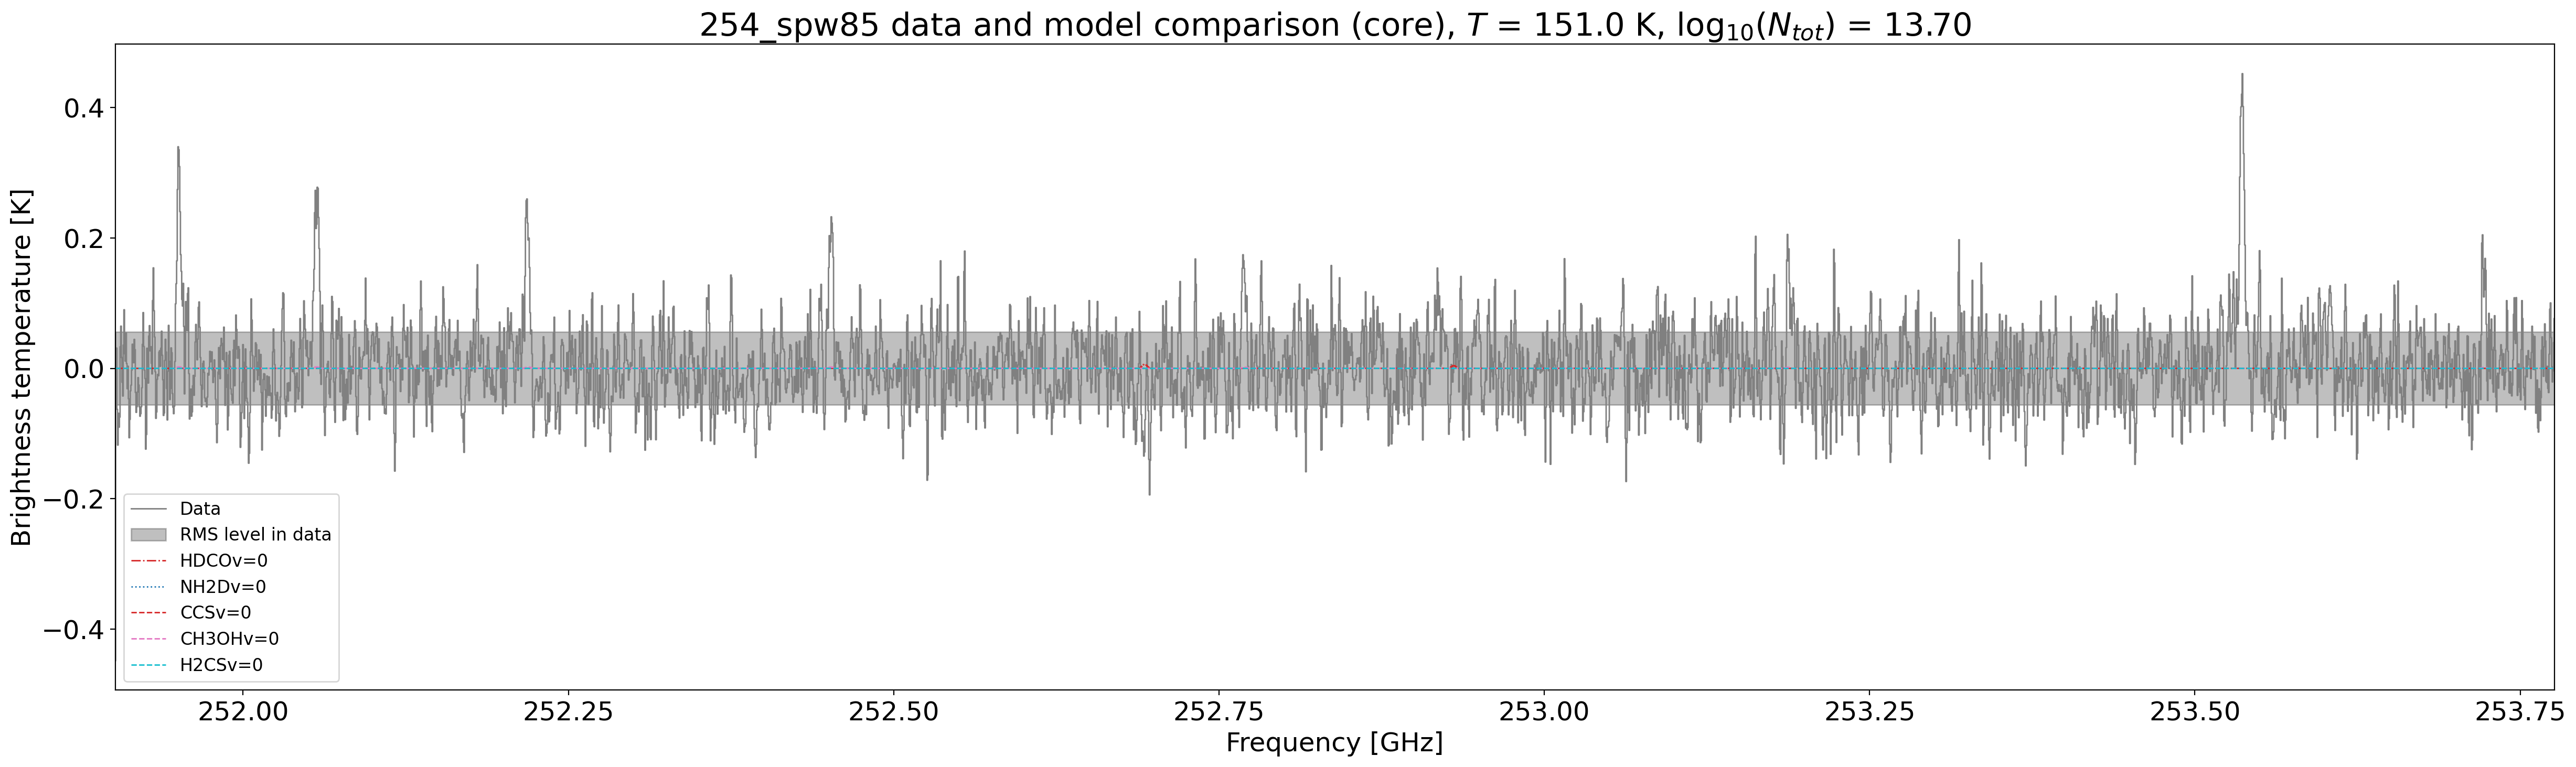 254_spw85 data and model comparison (core), T = 151.0 K, log₁₀(Nₜₒₜ) = 13.70
Brightness temperature [K]
0.4
0.2
0.0
−0.2
−0.4
Data
RMS level in data
HDCOv=0
NH2Dv=0
CCSv=0
CH3OHv=0
H2CSv=0
252.00 252.25 252.50 252.75 253.00 253.25 253.50 253.75
Frequency [GHz]